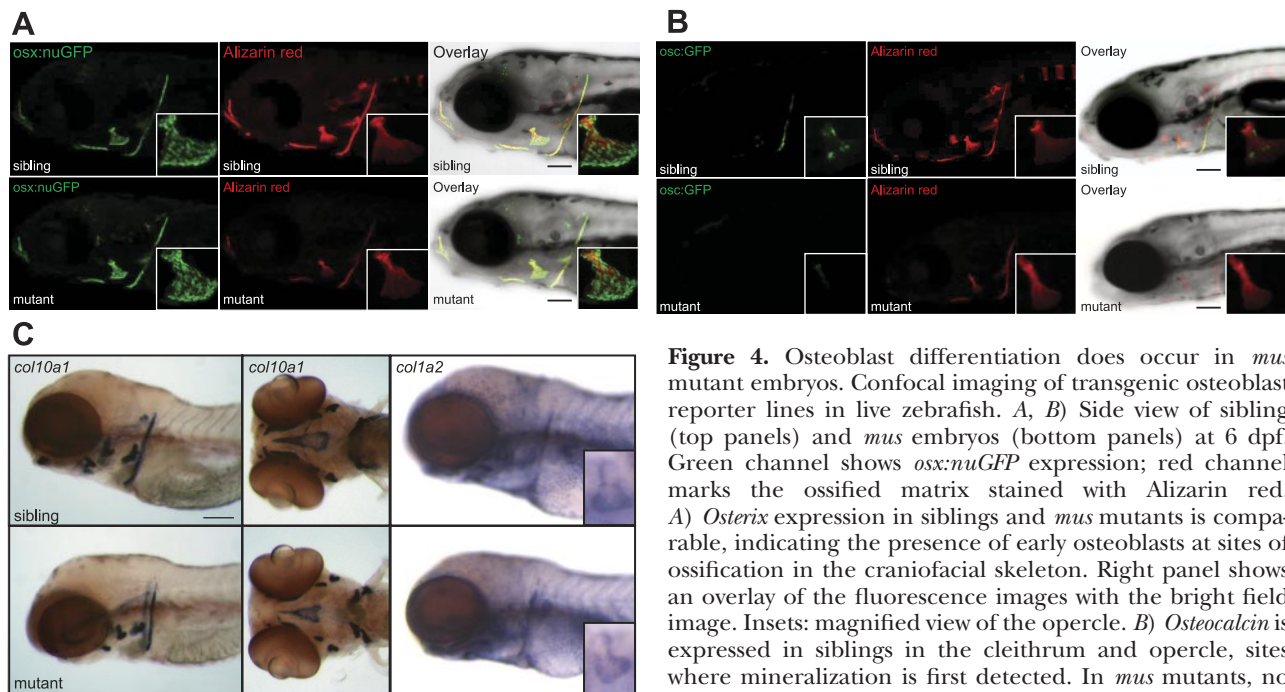 A
osx:nuGFP Alizarin red Overlay
sibling sibling
osx:nuGFP Alizarin red Overlay
mutant mutant
B
osc:GFP Alizarin red Overlay
sibling sibling
osc:GFP Alizarin red Overlay
mutant mutant
C
col10a1 col10a1 col1a2
sibling
mutant
Figure 4. Osteoblast differentiation does occur in mus
mutant embryos. Confocal imaging of transgenic osteoblast
reporter lines in live zebrafish. A, B) Side view of sibling
(top panels) and mus embryos (bottom panels) at 6 dpf.
Green channel shows osx:nuGFP expression; red channel
marks the ossified matrix stained with Alizarin red.
A) Osterix expression in siblings and mus mutants is compa-
rable, indicating the presence of early osteoblasts at sites of
ossification in the craniofacial skeleton. Right panel shows
an overlay of the fluorescence images with the bright field
image. Insets: magnified view of the opercle. B) Osteocalcin is
expressed in siblings in the cleithrum and opercle, sites
where mineralization is first detected. In mus mutants, no